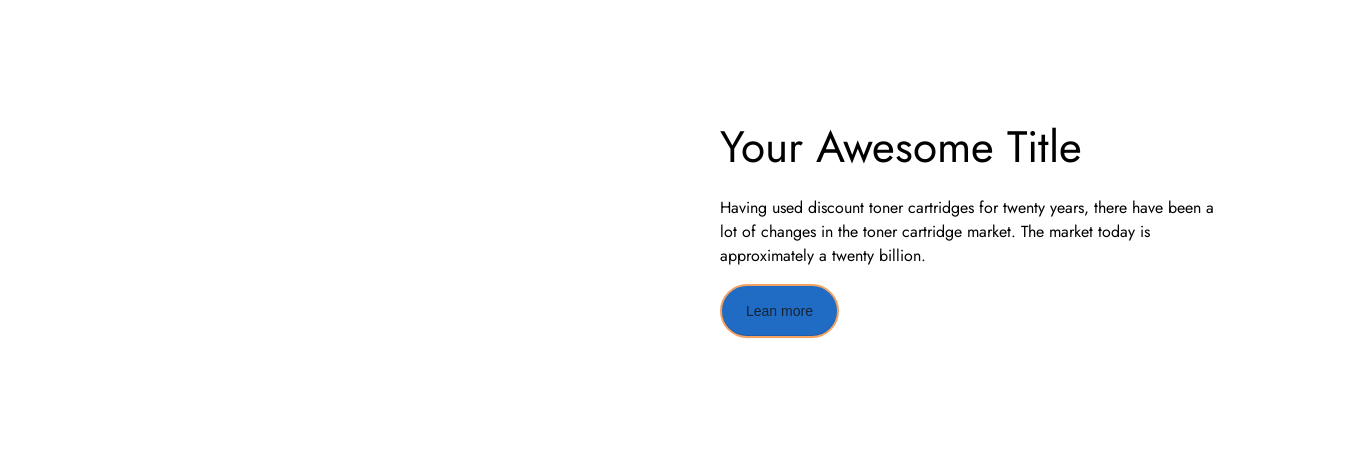 Your Awesome Title
Having used discount toner cartridges for twenty years, there have been a
lot of changes in the toner cartridge market. The market today is
approximately a twenty billion.
Lean more